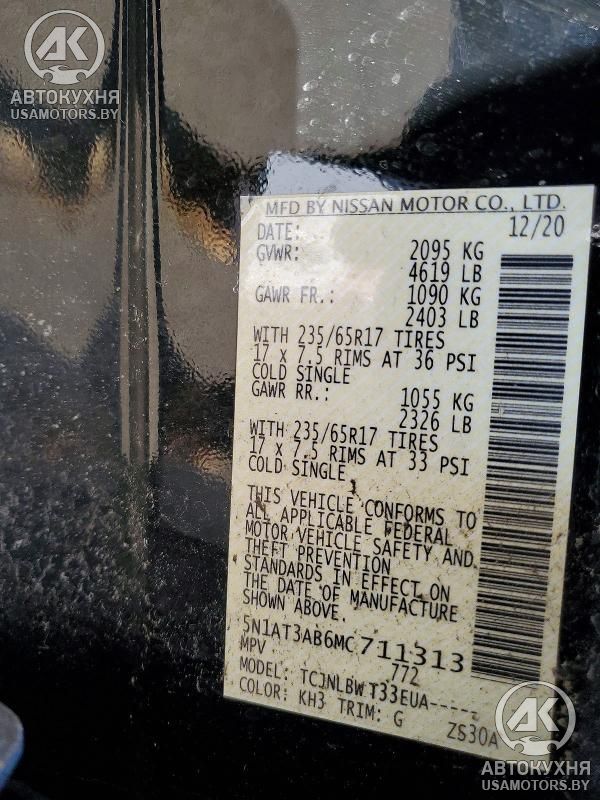 АК
АВТОКУХНЯ
USAMOTORS.BY
MFD BY NISSAN MOTOR CO., LTD.
DATE: 12/20
GVWR: 2095 KG
4619 LB
GAWR FR.: 1090 KG
2403 LB
WITH 235/65R17 TIRES
17 x 7.5 RIMS AT 36 PSI
COLD SINGLE
GAWR RR.: 1055 KG
2326 LB
WITH 235/65R17 TIRES
17 x 7.5 RIMS AT 33 PSI
COLD SINGLE
THIS VEHICLE CONFORMS TO
ALL APPLICABLE FEDERAL
MOTOR VEHICLE SAFETY AND
THEFT PREVENTION
STANDARDS IN EFFECT ON
THE DATE OF MANUFACTURE
SHOWN ABOVE.
5N1AT3AB6MC711313
MPV 772
MODEL: TCJNLBWT33EUA-----
COLOR: KH3 TRIM: G ZS30A
АК
АВТОКУХНЯ
USAMOTORS.BY